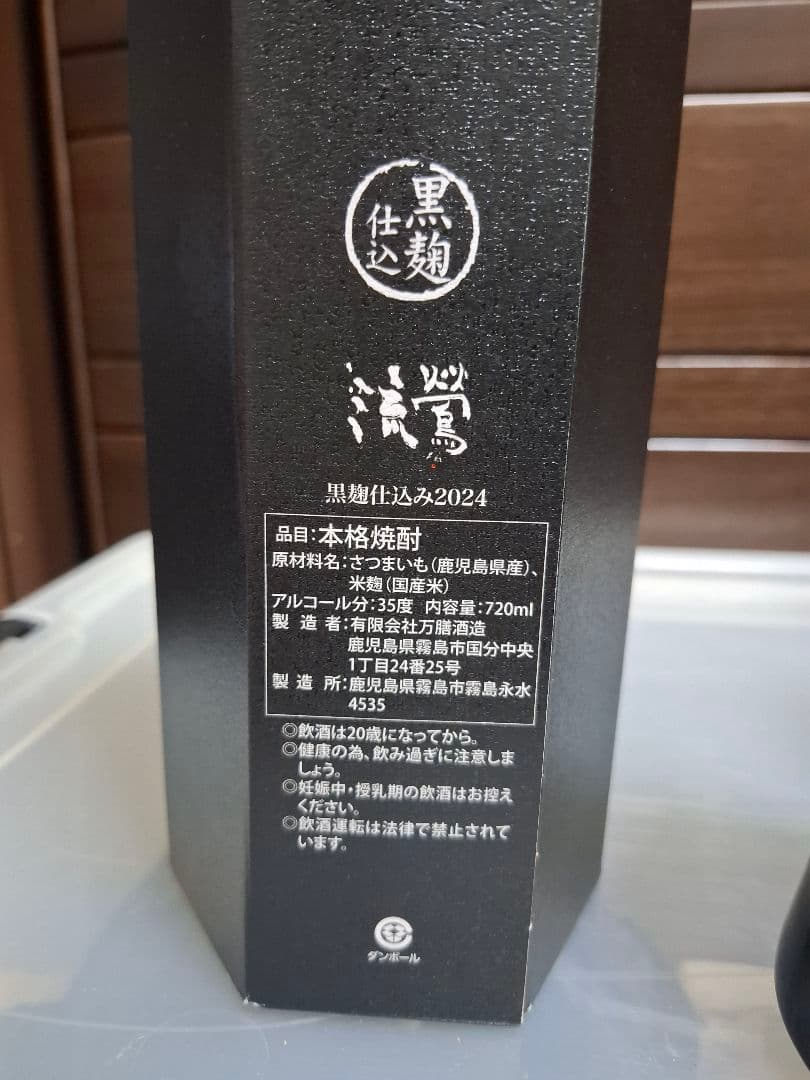 黒麹
仕込
流鶯
黒麹仕込み2024
品目：本格焼酎
原材料名：さつまいも（鹿児島県産）、
米麹（国産米）
アルコール分：35度 内容量：720ml
製造者：有限会社万膳酒造
鹿児島県霧島市国分中央
1丁目24番25号
製造所：鹿児島県霧島市霧島永水
4535
◎飲酒は20歳になってから。
◎健康の為、飲み過ぎに注意しま
しょう。
◎妊娠中・授乳期の飲酒はお控え
ください。
◎飲酒運転は法律で禁止されて
います。
ダンボール